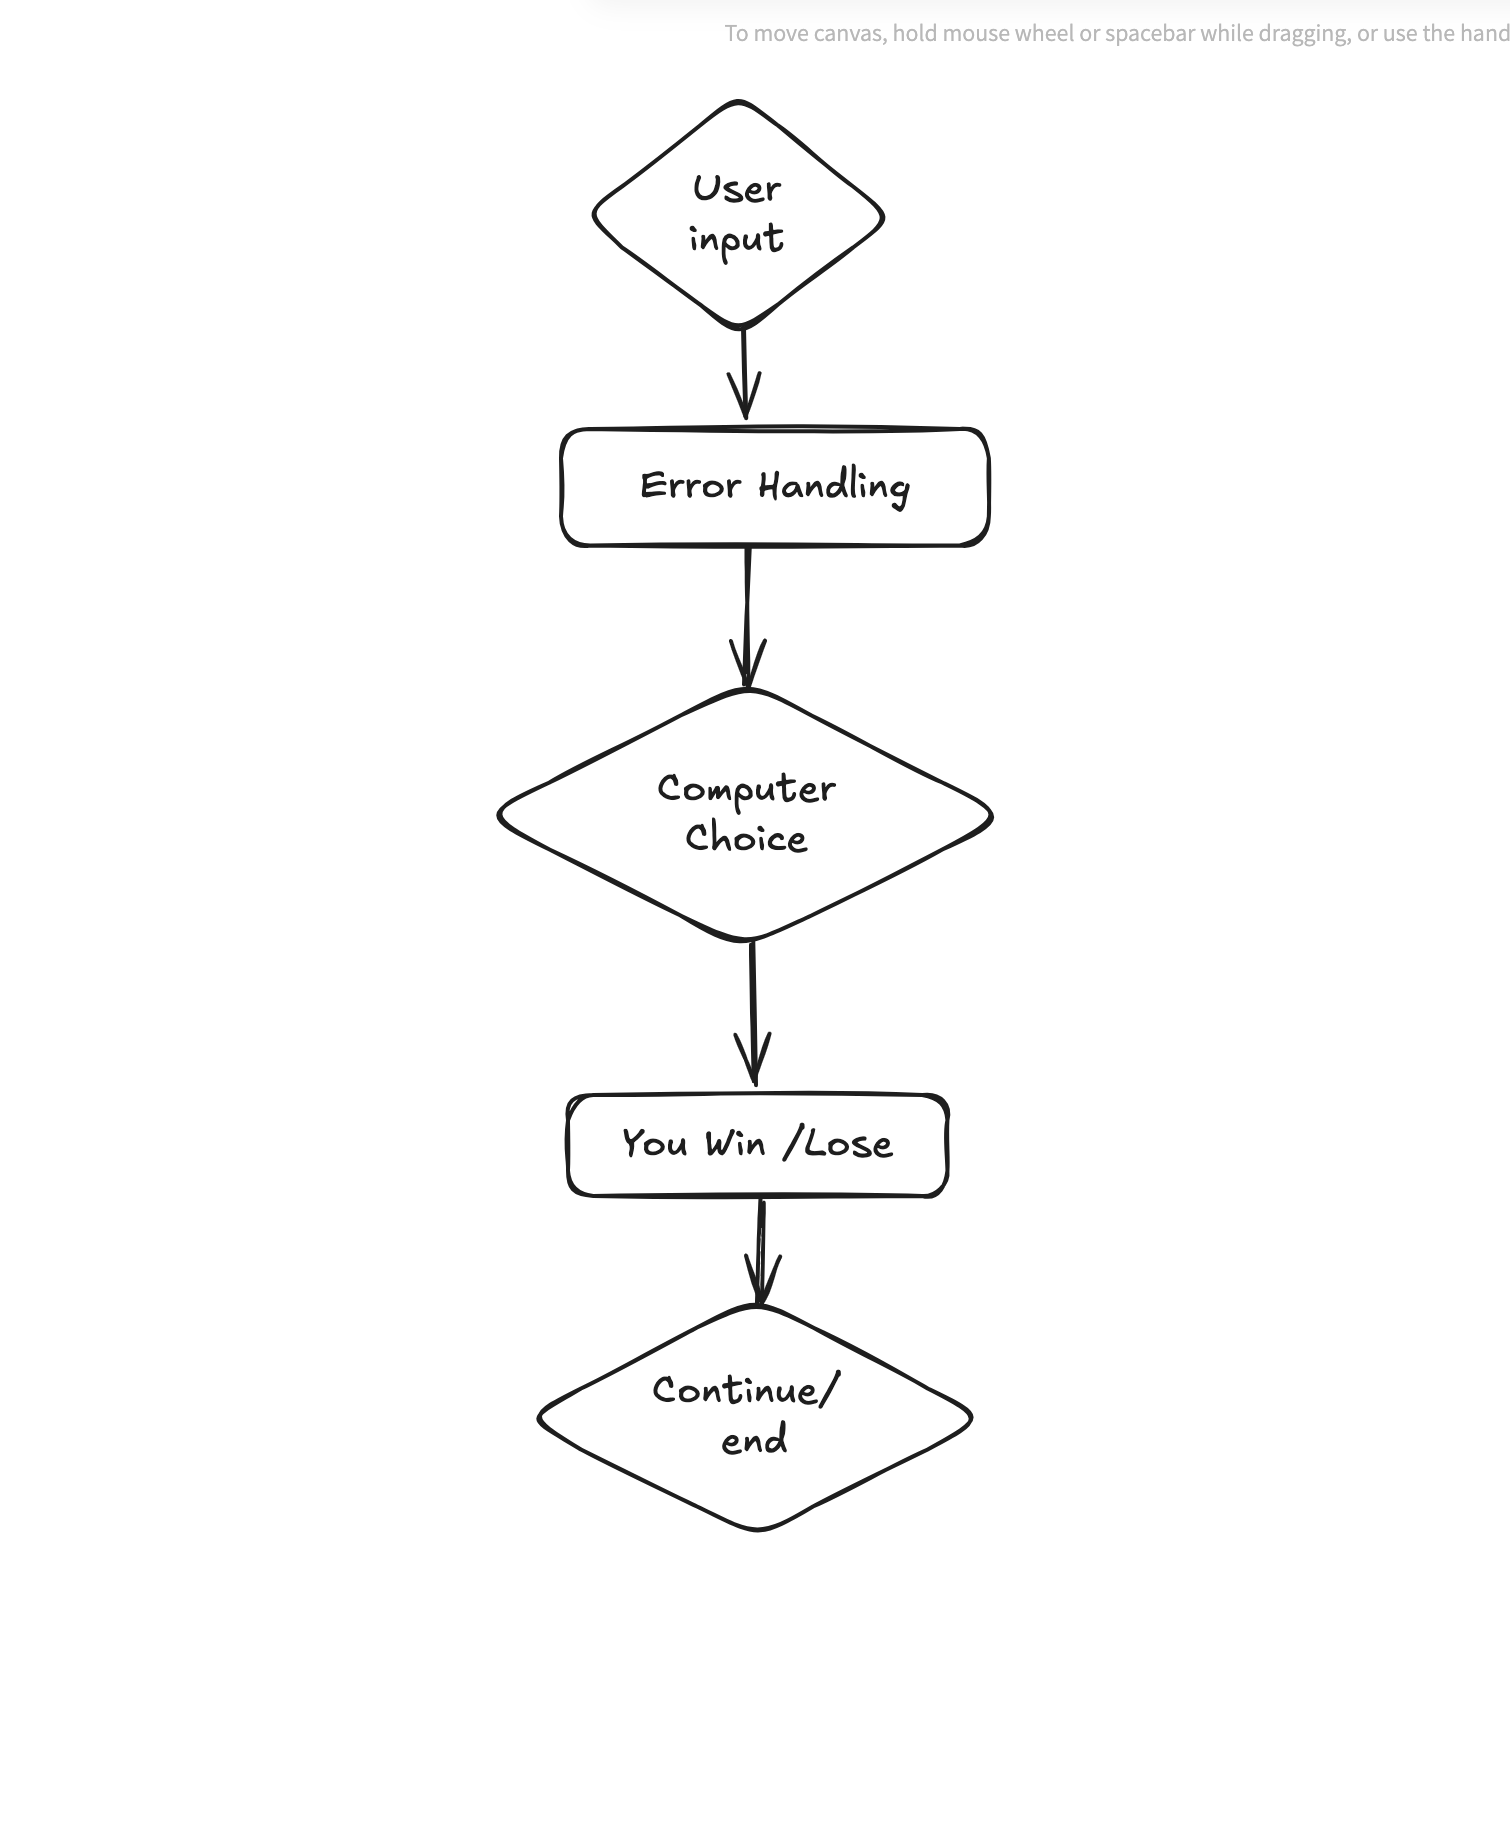 To move canvas, hold mouse wheel or spacebar while dragging, or use the hand
User
input
Error Handling
Computer
Choice
You Win /Lose
Continue/
end